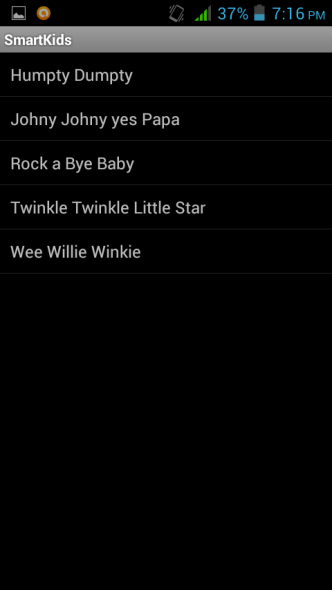 37% 7:16 PM
SmartKids
Humpty Dumpty
Johny Johny yes Papa
Rock a Bye Baby
Twinkle Twinkle Little Star
Wee Willie Winkie